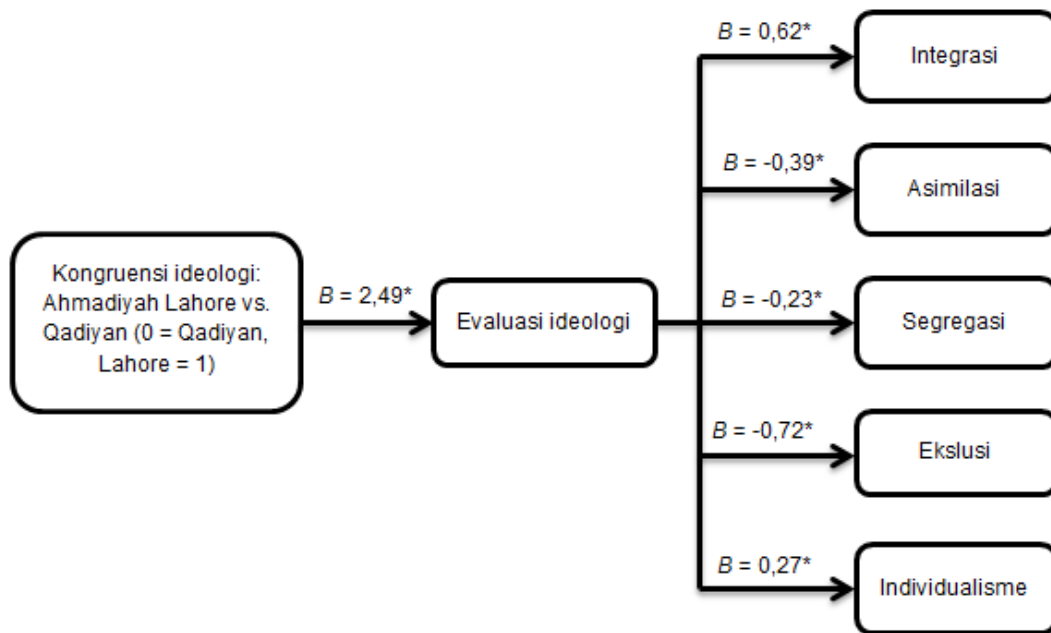 Kongruensi ideologi:
Ahmadiyah Lahore vs.
Qadiyan (0 = Qadiyan,
Lahore = 1)
B = 2,49*
Evaluasi ideologi
B = 0,62*
Integrasi
B = -0,39*
Asimilasi
B = -0,23*
Segregasi
B = -0,72*
Ekslusi
B = 0,27*
Individualisme